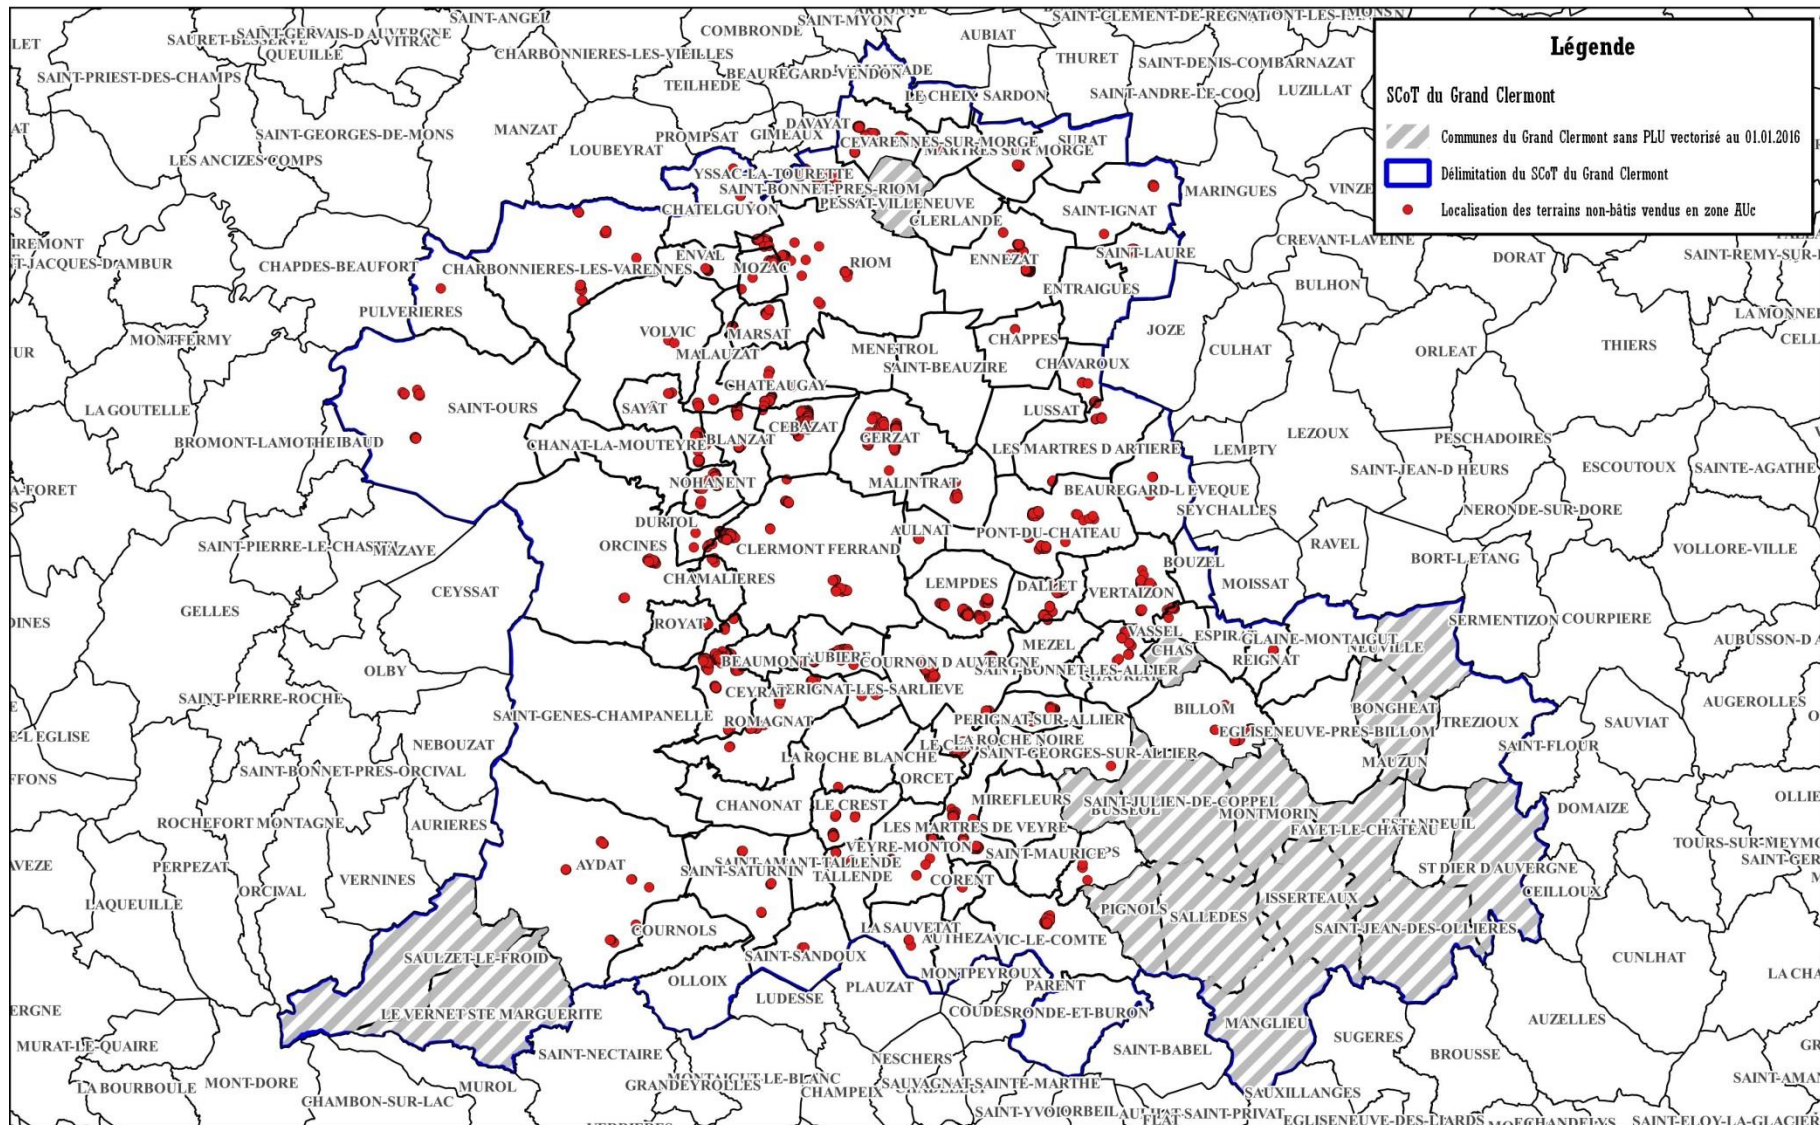 Légende
SCoT du Grand Clermont
Communes du Grand Clermont sans PLU vectorisé au 01.01.2016
Délimitation du SCoT du Grand Clermont
Localisation des terrains non-bâtis vendus en zone AUc
SAINT-ANGEL
SAINT-MYON
SAINT-GERVAIS-D AUVERGNE
SAURET-BESSERVE
VITRAC
QUEUILLE
COMBRONDE
AUBIAT
CHARBONNIERES-LES-VIEILLES
THURET
SAINT-DENIS-COMBARNAZAT
SAINT-PRIEST-DES-CHAMPS
BEAUREGARD-VENDON
TEILHEDE
LE CHEIX
SARDON
SAINT-ANDRE-LE-COQ
LUZILLAT
SAINT-GEORGES-DE-MONS
MANZAT
PROMPSAT
GIMEAUX
DAVAYAT
VARENNES-SUR-MORGE
SURAT
LES ANCIZES COMPS
LOUBEYRAT
MARTRES SUR MORGE
YSSAC-LA-TOURETTE
SAINT-BONNET-PRES-RIOM
MARINGUES
PESSAT-VILLENEUVE
CHATELGUYON
CLERLANDE
SAINT-IGNAT
CREVANT-LAVEINE
DORAT
CHAPDES-BEAUFORT
CHARBONNIERES-LES-VARENNES
ENVAL
MOZAC
RIOM
ENNEZAT
SAINT-LAURE
ENTRAIGUES
BULHON
PULVERIERES
MONTFERMY
VOLVIC
MARSAT
CHAPPES
JOZE
MALAUZAT
MENETROL
SAINT-BEAUZIRE
CULHAT
ORLEAT
THIERS
CHAVAROUX
CHATEAUGAY
LA GOUTELLE
SAINT-OURS
SAYAT
LUSSAT
BROMONT-LAMOTHE
CHANAT-LA-MOUTEYRE
BLANZAT
CEBAZAT
GERZAT
LES MARTRES D ARTIERE
LEMPTY
LEZOUX
PESCHADOIRES
SAINT-JEAN-D HEURS
ESCOUTOUX
SAINTE-AGATHE
NOHANENT
MALINTRAT
BEAUREGARD-L EVEQUE
SEYCHALLES
NERONDE-SUR-DORE
DURTOL
ORCINES
CLERMONT FERRAND
AULNAT
PONT-DU-CHATEAU
RAVEL
BORT-LETANG
VOLLORE-VILLE
MAZAYE
CEYSSAT
GELLES
CHAMALIERES
LEMPDES
DALLET
VERTAIZON
BOUZEL
MOISSAT
SERMENTIZON
COURPIERE
ROYAT
MEZEL
VASSEL
CHAS
GLAINE-MONTAIGUT
NEUVILLE
REIGNAT
OLBY
BEAUMONT
COURNON D AUVERGNE
SAINT-BONNET-LES-ALLIER
SAINT-PIERRE-ROCHE
CEYRAT
PERIGNAT-LES-SARLIEVE
SAINT-GENES-CHAMPANELLE
ROMAGNAT
PERIGNAT-SUR-ALLIER
BILLOM
BONGHEAT
TREZIOUX
SAUVIAT
AUGEROLLES
EGLISENEUVE-PRES-BILLOM
NEBOUZAT
LA ROCHE BLANCHE
LA ROCHE NOIRE
SAINT-GEORGES-SUR-ALLIER
SAINT-FLOUR
MAUZUN
SAINT-BONNET-PRES-ORCIVAL
ORCET
CHANONAT
LE CREST
MIREFLEURS
SAINT-JULIEN-DE-COPPEL
BUSSEOL
MONTMORIN
DOMAIZE
ROCHEFORT MONTAGNE
AURIERES
LES MARTRES DE VEYRE
FAYET-LE-CHATEAU
VEYRE-MONTON
SAINT-MAURICE
PERPEZAT
ORCIVAL
VERNINES
AYDAT
SAINT-AMANT-TALLENDE
SAINT-SATURNIN
TALLENDE
CORENT
ST DIER D AUVERGNE
CEILLOUX
LAQUEUILLE
ISSERTEAUX
PIGNOLS
SALLEDES
SAINT-JEAN-DES-OLLIERES
COURNOLS
LA SAUVETAT
VIC-LE-COMTE
SAULZET-LE-FROID
SAINT-SANDOUX
CUNLHAT
OLLOIX
MONTPEYROUX
PLAUZAT
PARENT
LUDESSE
LE VERNET STE MARGUERITE
COUDES
MANGLIEU
AUZELLES
SUGERES
MURAT-LE-QUAIRE
SAINT-NECTAIRE
NESCHERS
SAINT-BABEL
BROUSSE
LA BOURBOULE
MONT-DORE
MUROL
GRANDEYROLLES
CHAMPEIX
SAUVAGNAT-SAINTE-MARTHE
SAUXILLANGES
CHAMBON-SUR-LAC
EGLISENEUVE-DES-LIARDS